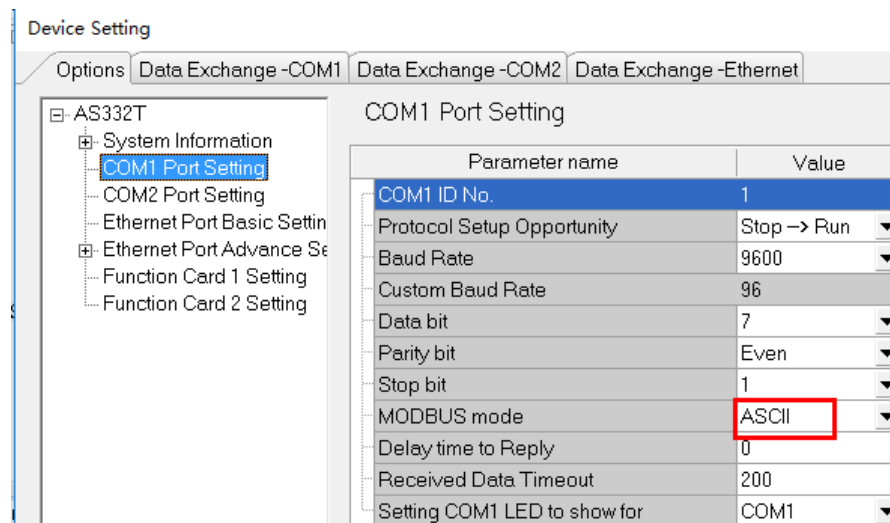 Device Setting
Options Data Exchange -COM1 Data Exchange -COM2 Data Exchange -Ethernet
AS332T
System Information
COM1 Port Setting
COM2 Port Setting
Ethernet Port Basic Settin
Ethernet Port Advance Se
Function Card 1 Setting
Function Card 2 Setting
COM1 Port Setting
Parameter name Value
COM1 ID No. 1
Protocol Setup Opportunity Stop --> Run
Baud Rate 9600
Custom Baud Rate 96
Data bit 7
Parity bit Even
Stop bit 1
MODBUS mode ASCII
Delay time to Reply 0
Received Data Timeout 200
Setting COM1 LED to show for COM1